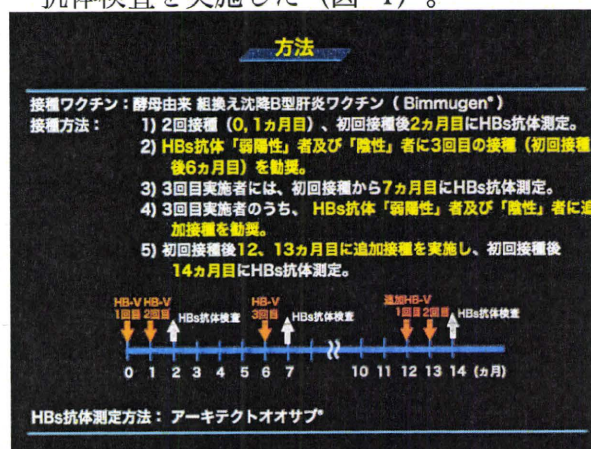 抗体検査を実施した（図-1）。
方法
接種ワクチン：酵母由来 組換え沈降B型肝炎ワクチン（ Bimmugen®）
接種方法： 1) 2回接種（0, 1ヵ月目）、初回接種後2ヵ月目にHBs抗体測定。
2) HBs抗体「弱陽性」者及び「陰性」者に3回目の接種（初回接種
後6ヵ月目）を勧奨。
3) 3回目実施者には、初回接種から7ヵ月目にHBs抗体測定。
4) 3回目実施者のうち、 HBs抗体「弱陽性」者及び「陰性」者に追
加接種を勧奨。
5) 初回接種後12、13ヵ月目に追加接種を実施し、初回接種後
14ヵ月目にHBs抗体測定。
HB-V HB-V HB-V 追加HB-V
1回目 2回目 HBs抗体検査 3回目 HBs抗体検査 1回目 2回目 HBs抗体検査
0 1 2 3 4 5 6 7 10 11 12 13 14 (ヵ月)
HBs抗体測定方法： アーキテクトオオサブ®